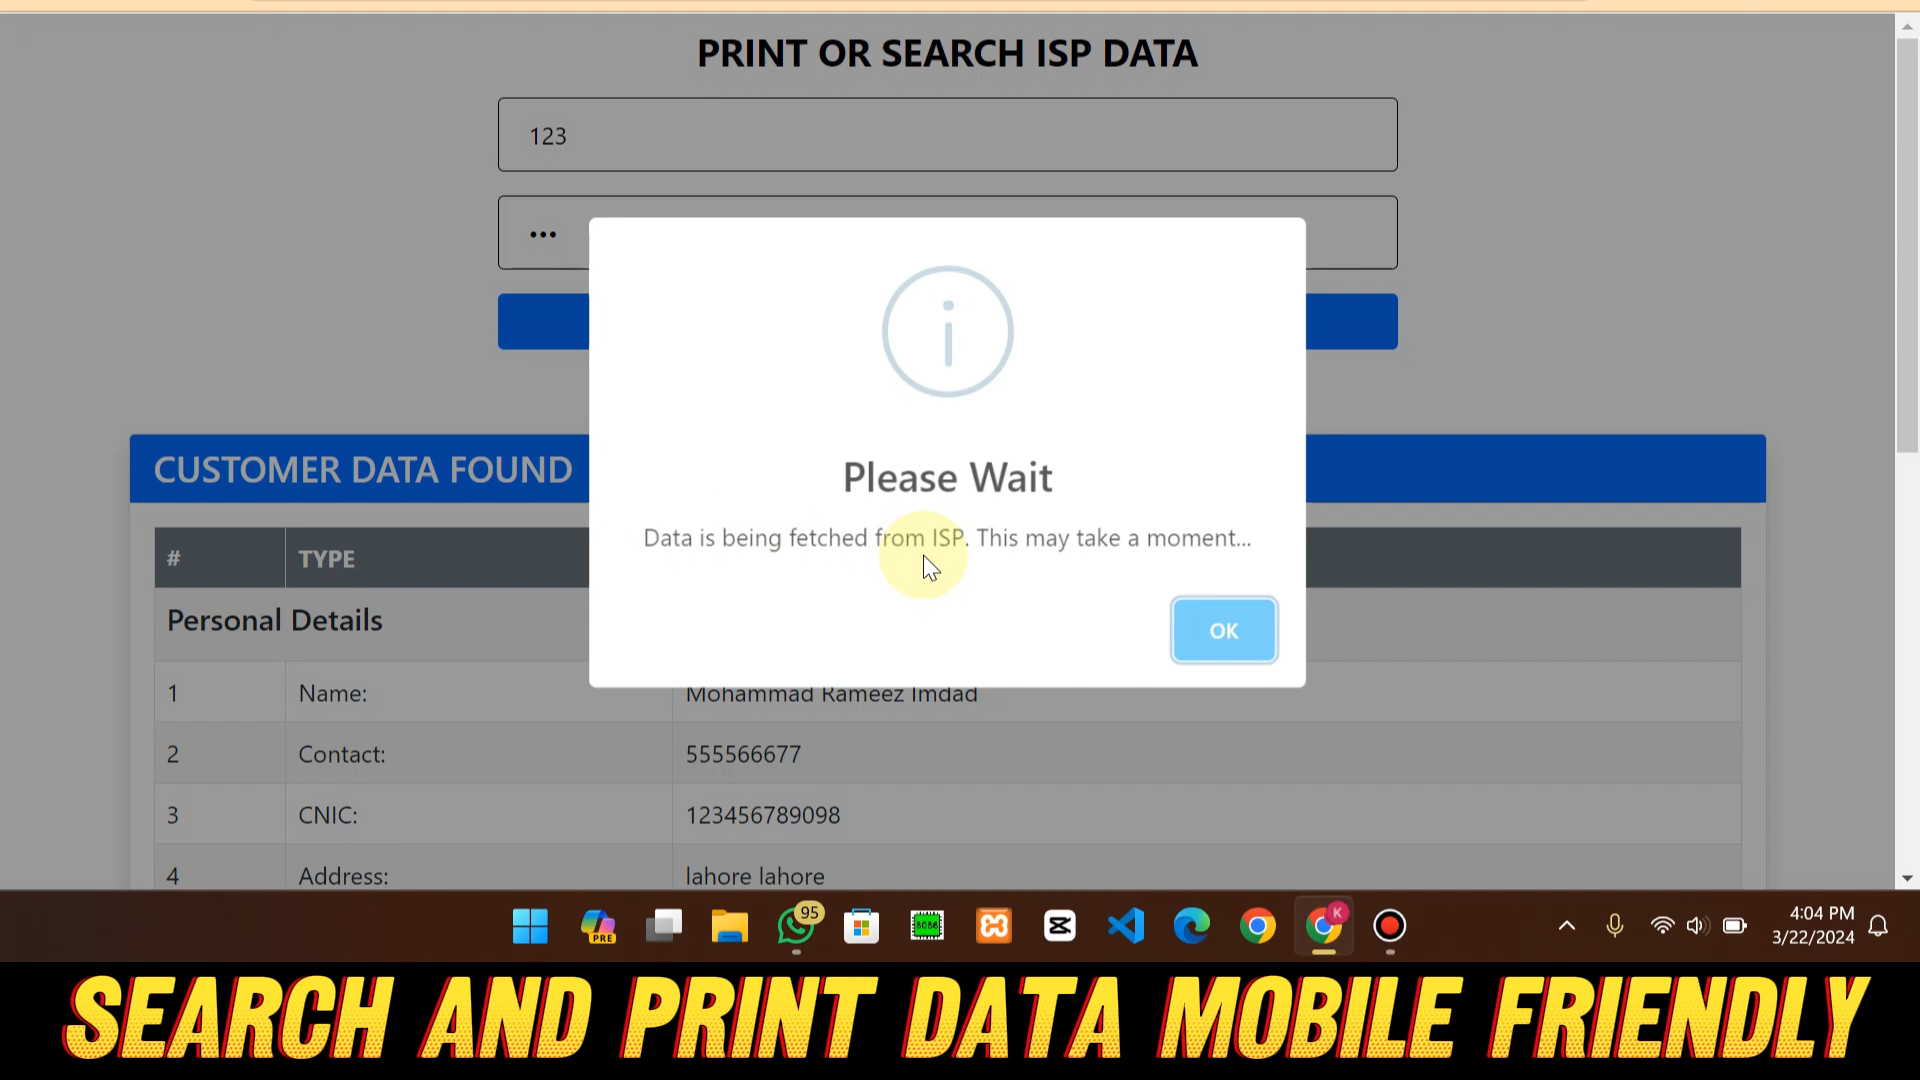 PRINT OR SEARCH ISP DATA
123
•••
CUSTOMER DATA FOUND
Please Wait
Data is being fetched from ISP. This may take a moment...
OK
# TYPE
Personal Details
1 Name: Mohammad Rameez Imdad
2 Contact: 555566677
3 CNIC: 123456789098
4 Address: lahore lahore
PRE
95
8086
K
4:04 PM
3/22/2024
SEARCH AND PRINT DATA MOBILE FRIENDLY